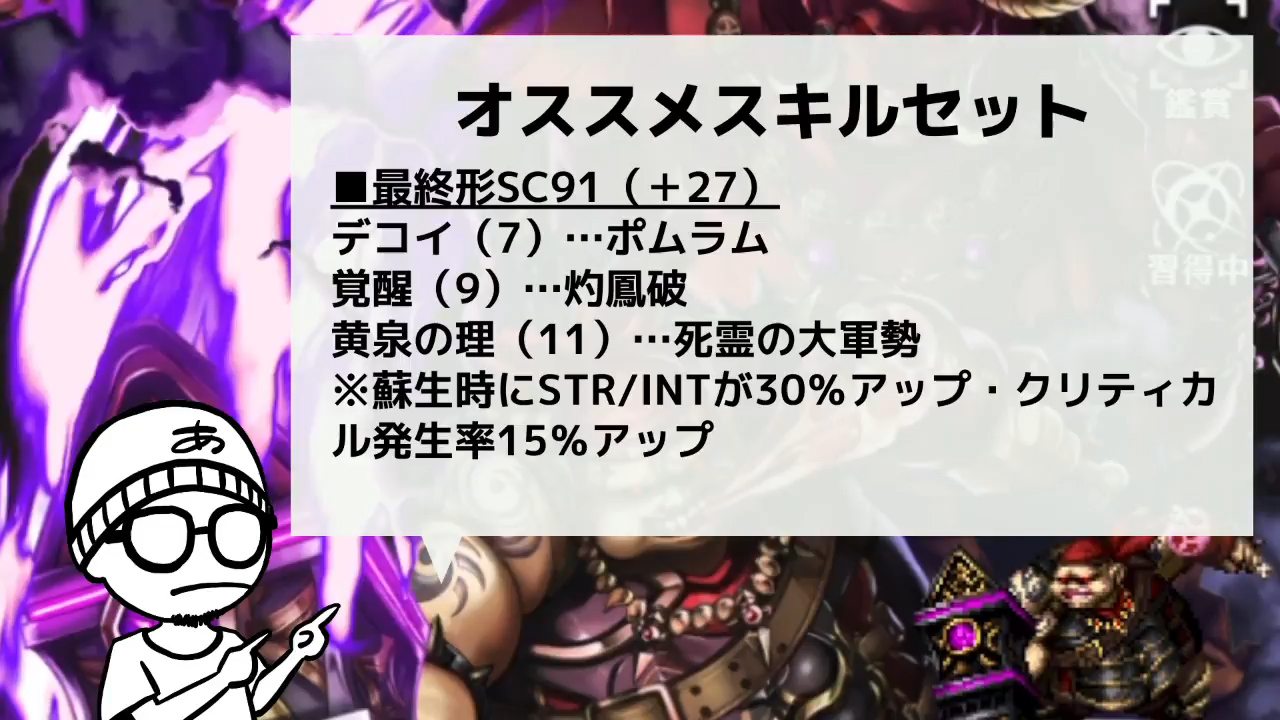 オススメスキルセット
■最終形SC91（＋27）
デコイ（7）…ポムラム
覚醒（9）…灼鳳破
黄泉の理（11）…死霊の大軍勢
※蘇生時にSTR/INTが30%アップ・クリティカ
ル発生率15%アップ
鑑賞
習得中
あ